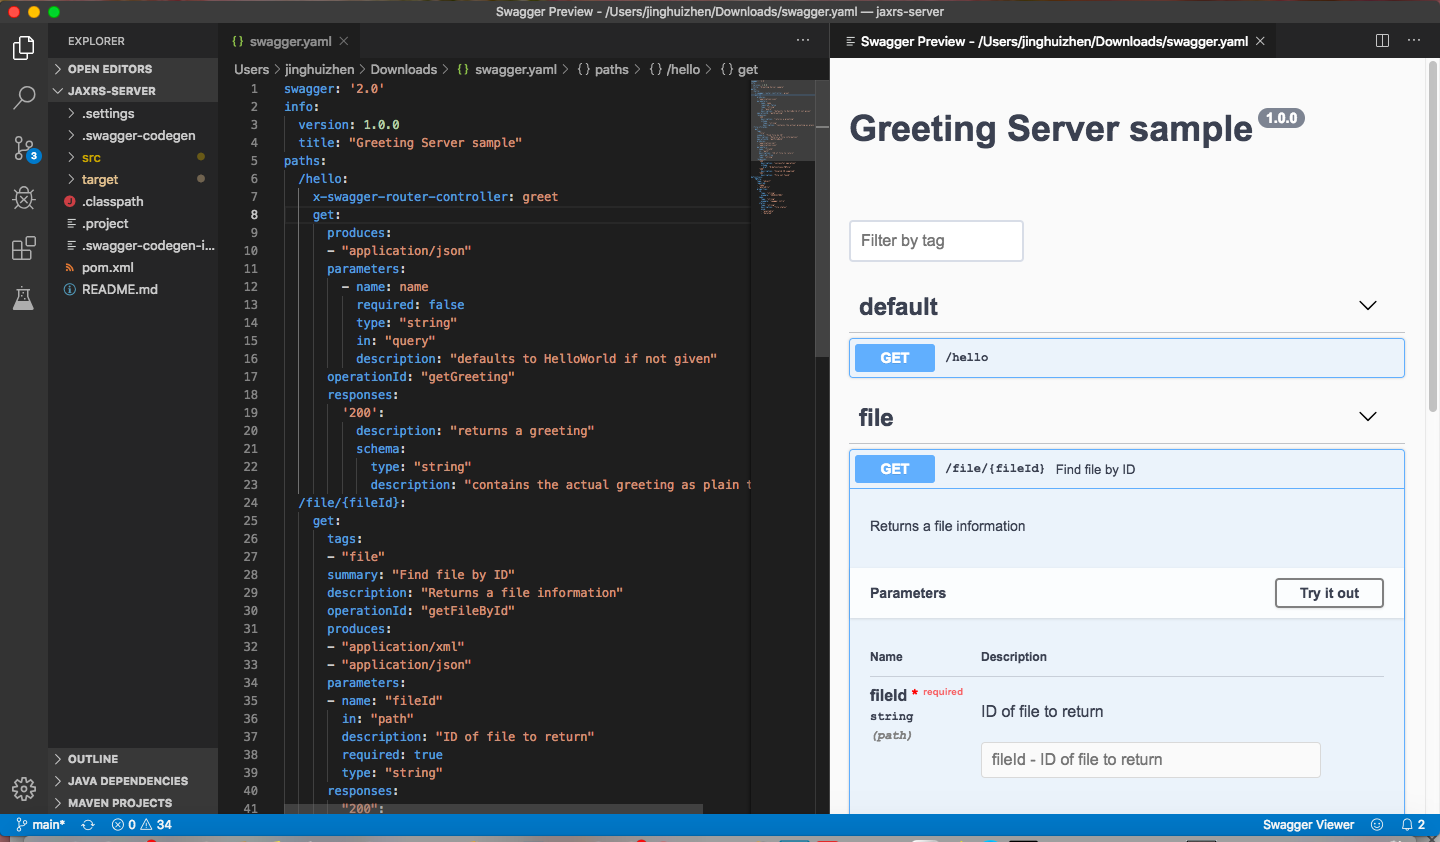 Swagger Preview - /Users/jinghuizhen/Downloads/swagger.yaml — jaxrs-server
EXPLORER
OPEN EDITORS
JAXRS-SERVER
.settings
.swagger-codegen
src
target
.classpath
.project
.swagger-codegen-i...
pom.xml
README.md
OUTLINE
JAVA DEPENDENCIES
MAVEN PROJECTS
3
{} swagger.yaml ×
Users > jinghuizhen > Downloads > {} swagger.yaml > {} paths > {} /hello > {} get
1 swagger: '2.0'
2 info:
3 version: 1.0.0
4 title: "Greeting Server sample"
5 paths:
6 /hello:
7 x-swagger-router-controller: greet
8 get:
9 produces:
10 - "application/json"
11 parameters:
12 - name: name
13 required: false
14 type: "string"
15 in: "query"
16 description: "defaults to HelloWorld if not given"
17 operationId: "getGreeting"
18 responses:
19 '200':
20 description: "returns a greeting"
21 schema:
22 type: "string"
23 description: "contains the actual greeting as plain t
24 /file/{fileId}:
25 get:
26 tags:
27 - "file"
28 summary: "Find file by ID"
29 description: "Returns a file information"
30 operationId: "getFileById"
31 produces:
32 - "application/xml"
33 - "application/json"
34 parameters:
35 - name: "fileId"
36 in: "path"
37 description: "ID of file to return"
38 required: true
39 type: "string"
40 responses:
41 "200":
Swagger Preview - /Users/jinghuizhen/Downloads/swagger.yaml ×
Greeting Server sample 1.0.0
Filter by tag
default
GET /hello
file
GET /file/{fileId} Find file by ID
Returns a file information
Parameters
Try it out
Name Description
fileId * required
string
(path)
ID of file to return
fileId - ID of file to return
main* 0 34
Swagger Viewer 2